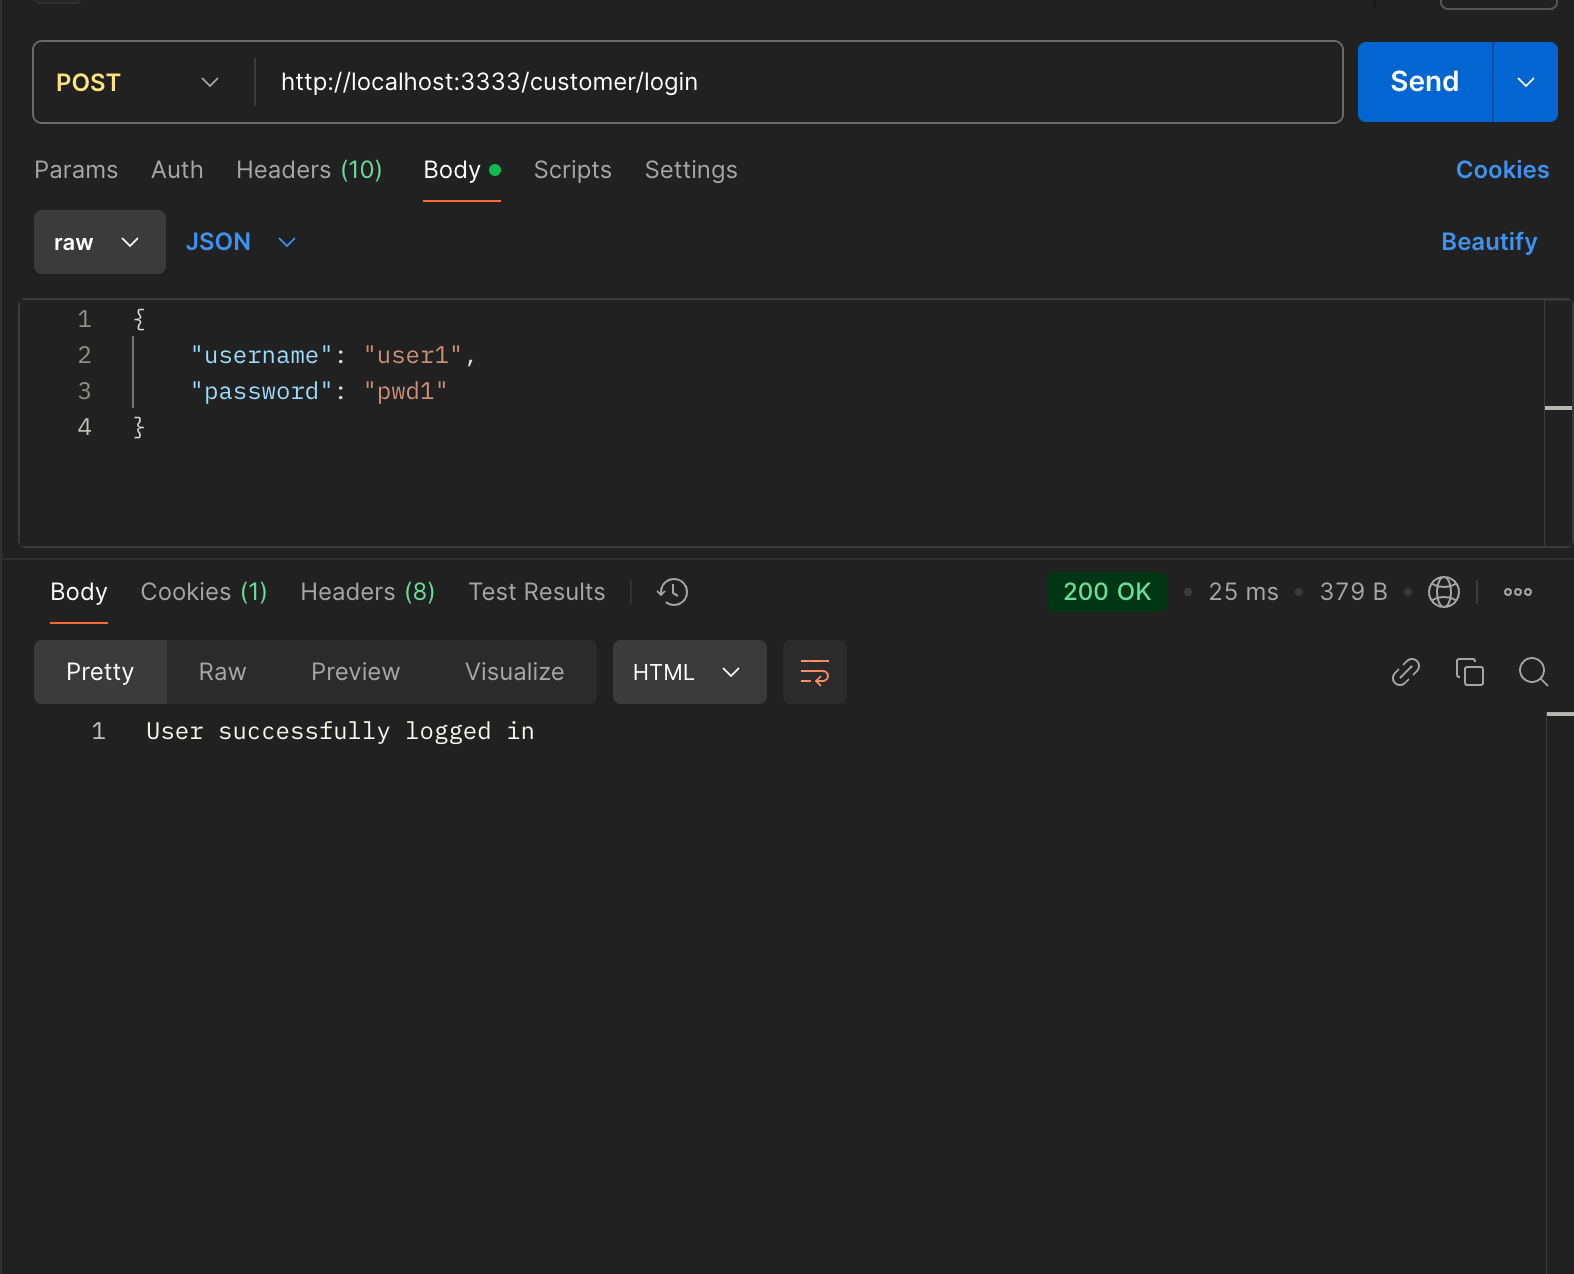 POST http://localhost:3333/customer/login Send
Params Auth Headers (10) Body Scripts Settings Cookies
raw JSON Beautify
1 {
2 "username": "user1",
3 "password": "pwd1"
4 }
Body Cookies (1) Headers (8) Test Results 200 OK • 25 ms • 379 B •
Pretty Raw Preview Visualize HTML
1 User successfully logged in